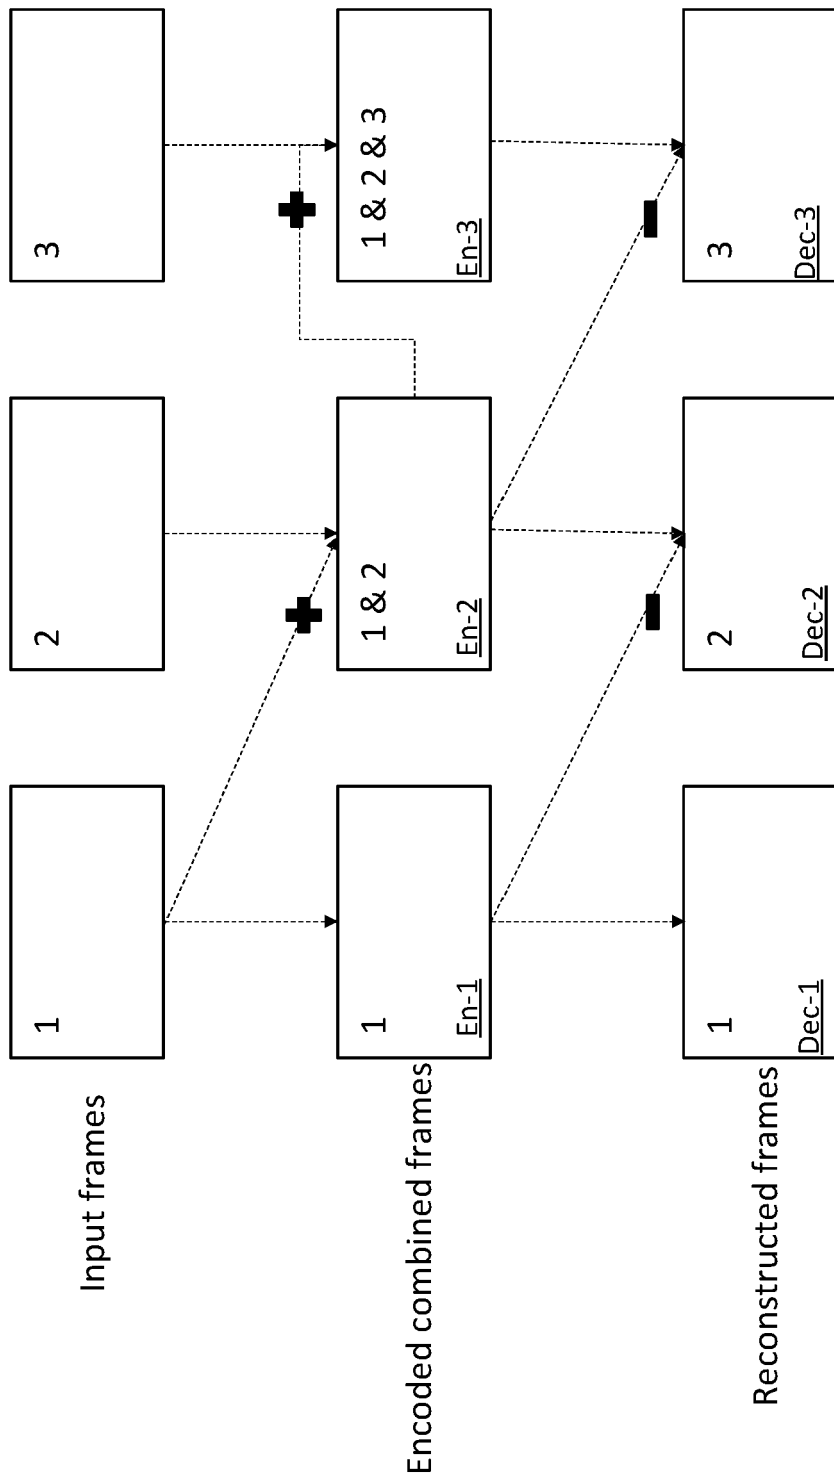 Input frames
1
2
3
Encoded combined frames
1
En-1
1 & 2
En-2
1 & 2 & 3
En-3
Reconstructed frames
1
Dec-1
2
Dec-2
3
Dec-3